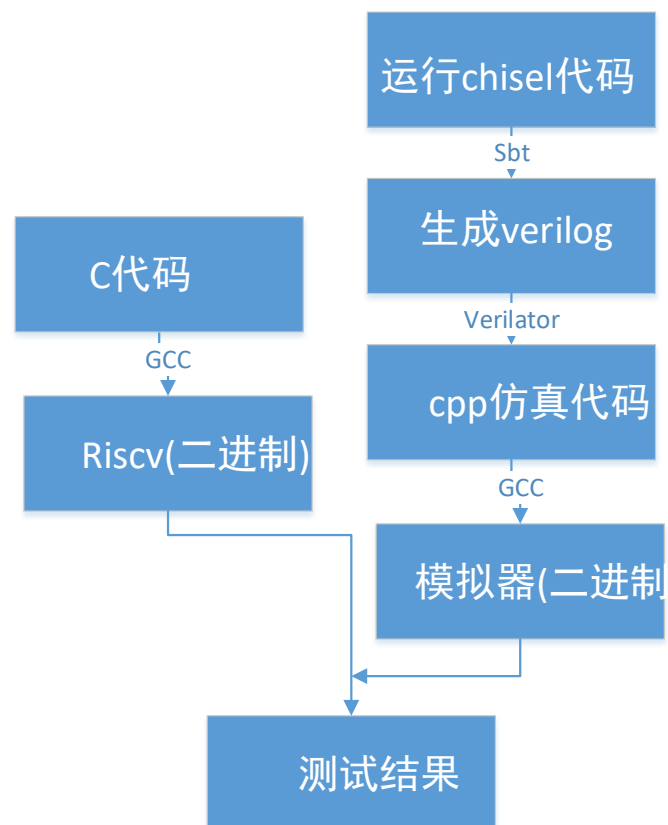 运行chisel代码
Sbt
生成verilog
C代码
Verilator
GCC
cpp仿真代码
Riscv(二进制)
GCC
模拟器(二进制
测试结果